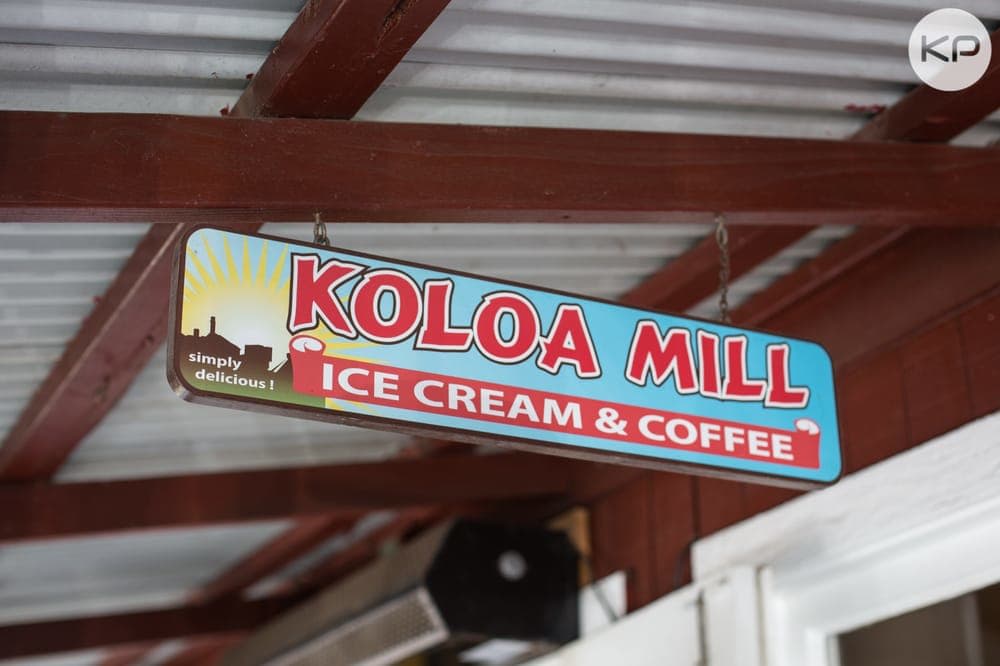 KP
KOLOA MILL
simply
delicious!
ICE CREAM & COFFEE